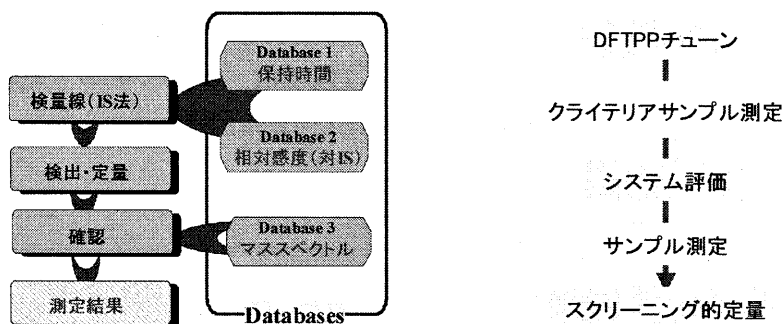 検量線(IS法)
検出・定量
確認
測定結果
Database 1
保持時間
Database 2
相対感度(対IS)
Database 3
マススペクトル
Databases
DFTPPチューン
クライテリアサンプル測定
システム評価
サンプル測定
スクリーニング的定量